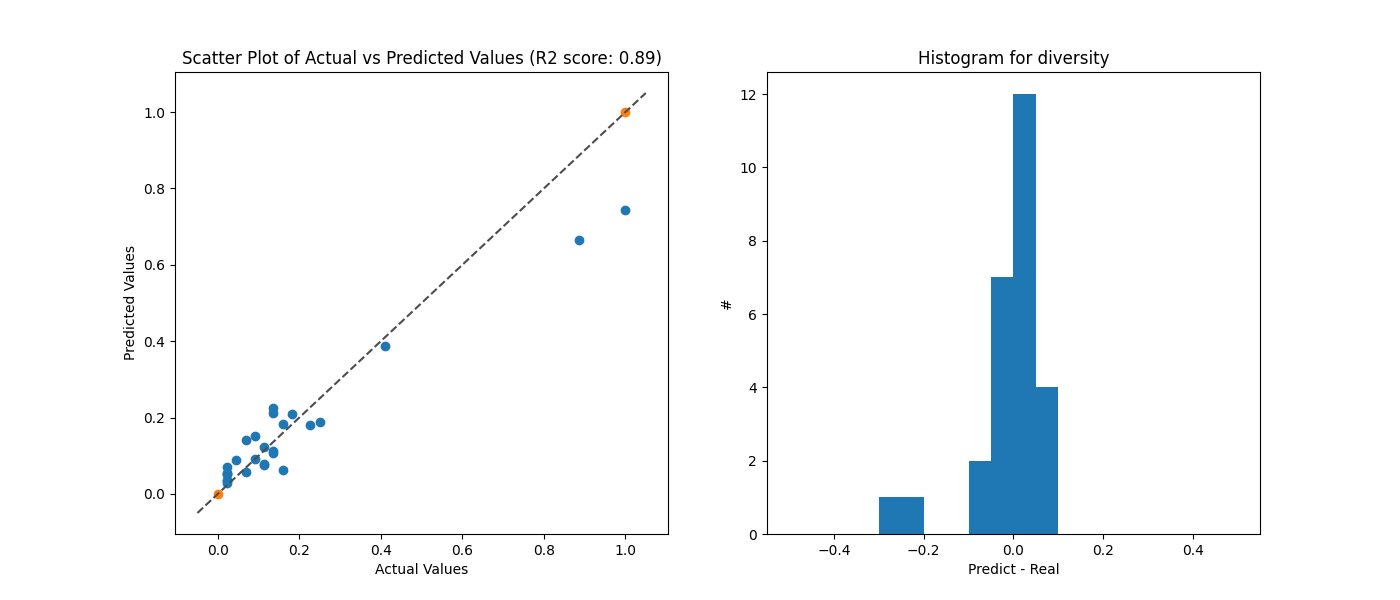 Scatter Plot of Actual vs Predicted Values (R2 score: 0.89)
1.0
0.8
0.6
0.4
0.2
0.0
Predicted Values
0.0 0.2 0.4 0.6 0.8 1.0
Actual Values
Histogram for diversity
12
10
8
6
4
2
0
#
−0.4 −0.2 0.0 0.2 0.4
Predict - Real